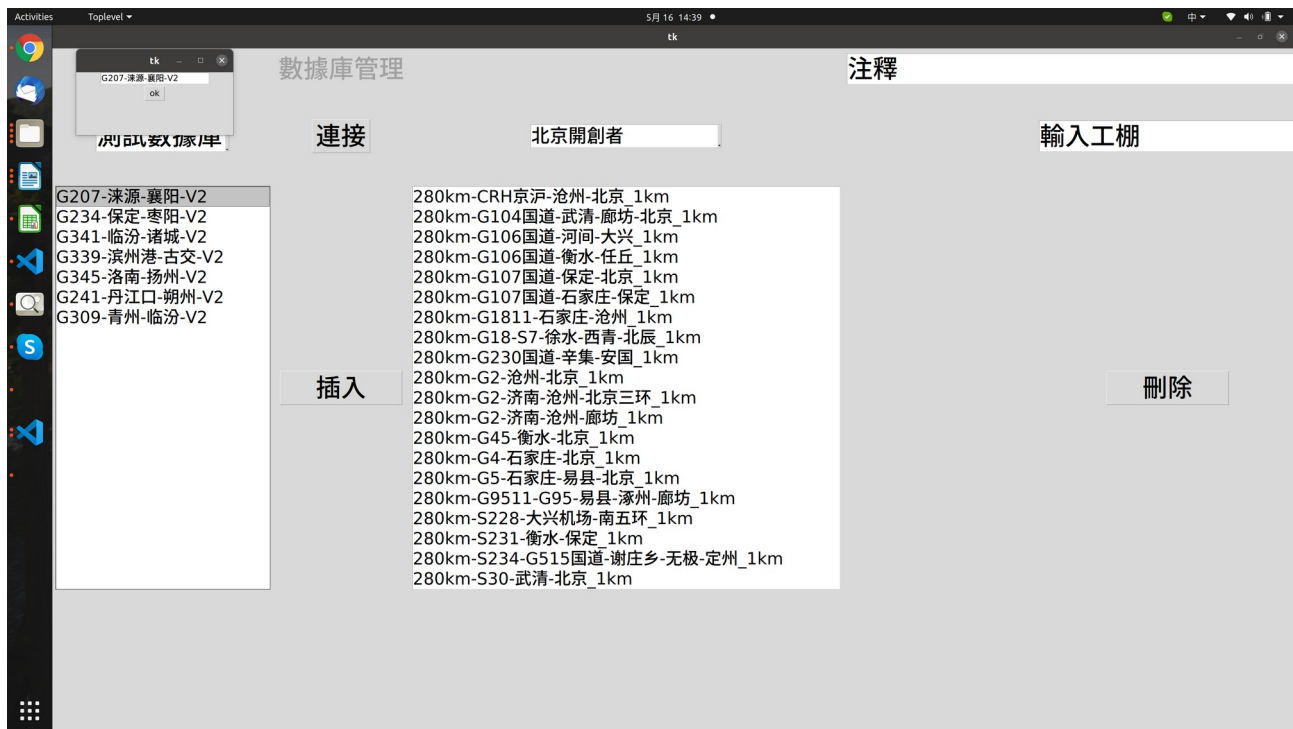 Activities
Toplevel
5月 16 14:39
中
tk
tk
G207-涞源-襄阳-V2
ok
數據庫管理
注釋
測試數據庫
連接
北京開創者
輸入工棚
G207-涞源-襄阳-V2
G234-保定-枣阳-V2
G341-临汾-诸城-V2
G339-滨州港-古交-V2
G345-洛南-扬州-V2
G241-丹江口-朔州-V2
G309-青州-临汾-V2
插入
280km-CRH京沪-沧州-北京_1km
280km-G104国道-武清-廊坊-北京_1km
280km-G106国道-河间-大兴_1km
280km-G106国道-衡水-任丘_1km
280km-G107国道-保定-北京_1km
280km-G107国道-石家庄-保定_1km
280km-G1811-石家庄-沧州_1km
280km-G18-S7-徐水-西青-北辰_1km
280km-G230国道-辛集-安国_1km
280km-G2-沧州-北京_1km
280km-G2-济南-沧州-北京三环_1km
280km-G2-济南-沧州-廊坊_1km
280km-G45-衡水-北京_1km
280km-G4-石家庄-北京_1km
280km-G5-石家庄-易县-北京_1km
280km-G9511-G95-易县-涿州-廊坊_1km
280km-S228-大兴机场-南五环_1km
280km-S231-衡水-保定_1km
280km-S234-G515国道-谢庄乡-无极-定州_1km
280km-S30-武清-北京_1km
刪除